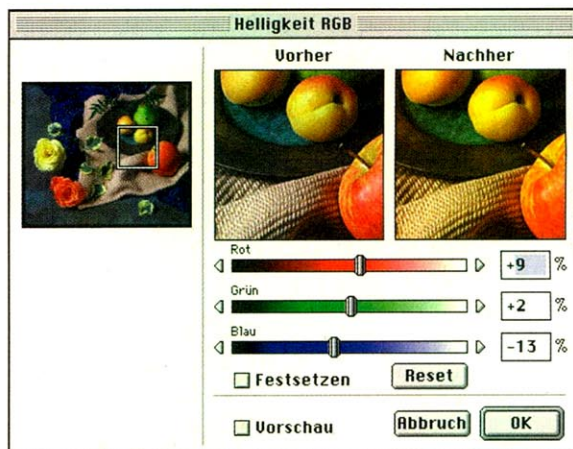 Helligkeit RGB
Vorher Nachher
Rot
+9 %
Grün
+2 %
Blau
-13 %
Festsetzen Reset
Vorschau Abbruch OK